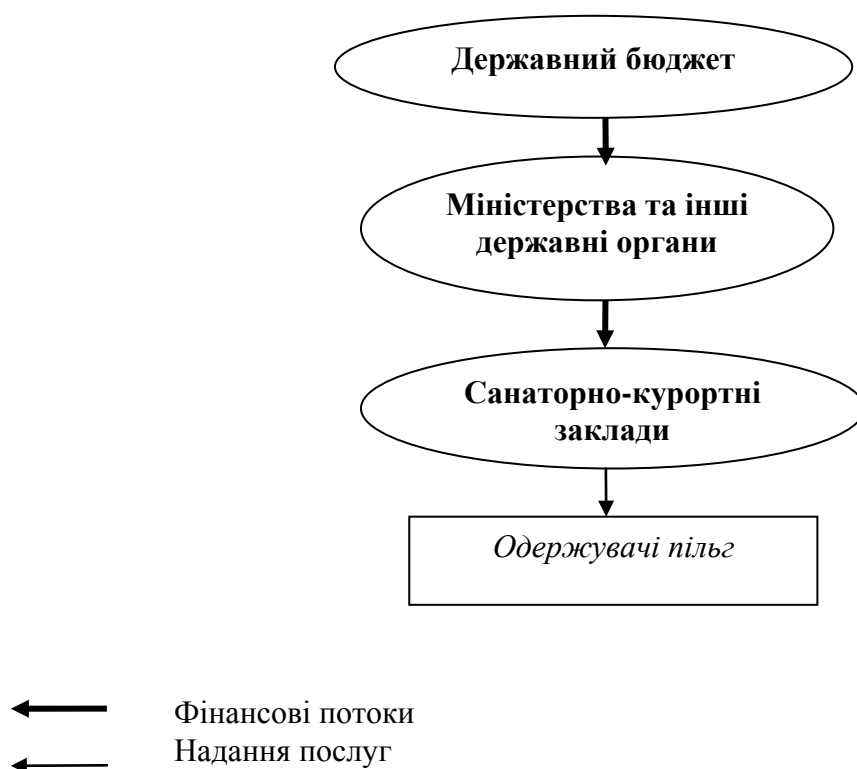 Державний бюджет
Міністерства та інші
державні органи
Санаторно-курортні
заклади
Одержувачі пільг
Фінансові потоки
Надання послуг